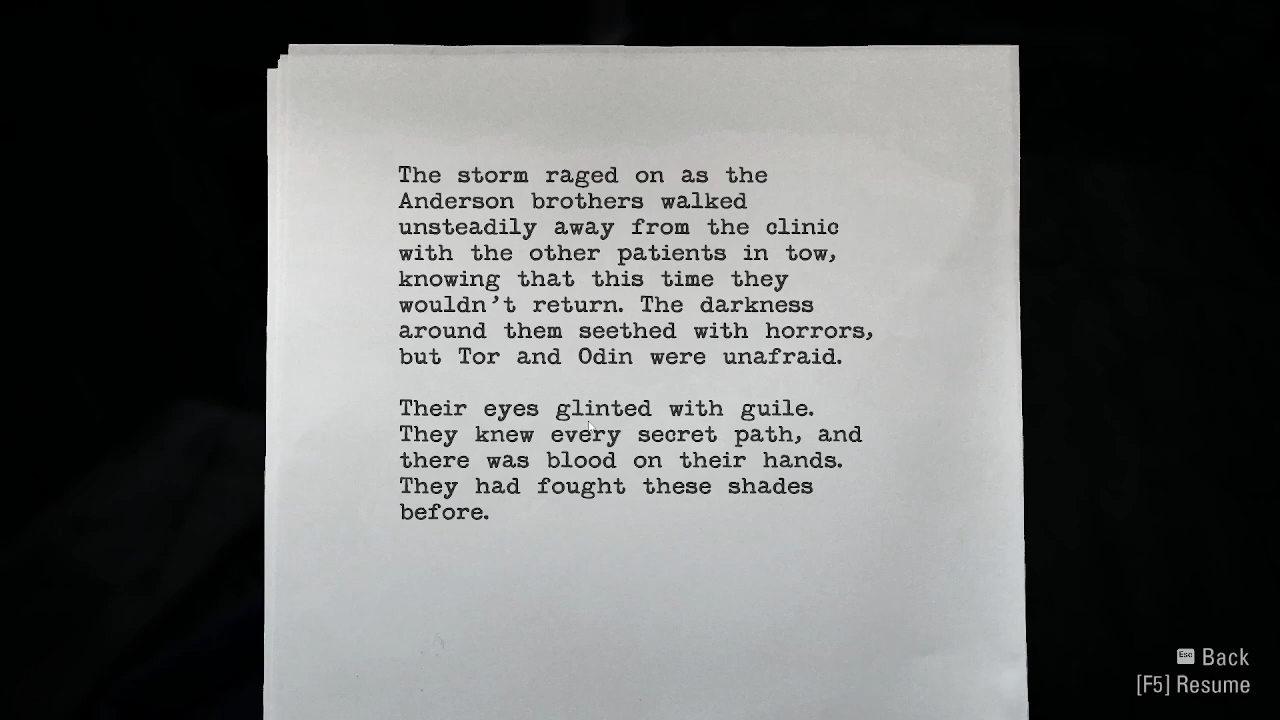 The storm raged on as the
Anderson brothers walked
unsteadily away from the clinic
with the other patients in tow,
knowing that this time they
wouldn't return. The darkness
around them seethed with horrors,
but Tor and Odin were unafraid.
Their eyes glinted with guile.
They knew every secret path, and
there was blood on their hands.
They had fought these shades
before.
Esc Back
[F5] Resume